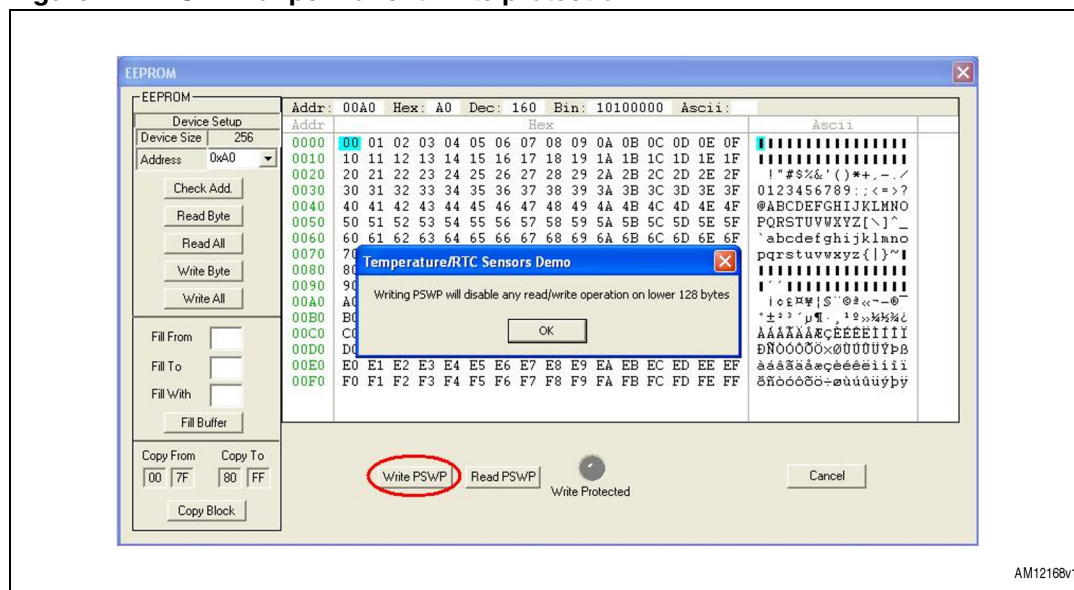 EEPROM
EEPROM
Device Setup
Device Size 256
Address 0xA0
Check Add.
Read Byte
Read All
Write Byte
Write All
Fill From
Fill To
Fill With
Fill Buffer
Copy From Copy To
00 7F 80 FF
Copy Block
Addr: 00A0 Hex: A0 Dec: 160 Bin: 10100000 Ascii:
Addr Hex Ascii
0000 00 01 02 03 04 05 06 07 08 09 0A 0B 0C 0D 0E 0F
0010 10 11 12 13 14 15 16 17 18 19 1A 1B 1C 1D 1E 1F
0020 20 21 22 23 24 25 26 27 28 29 2A 2B 2C 2D 2E 2F !"#$%&'()*+,-./
0030 30 31 32 33 34 35 36 37 38 39 3A 3B 3C 3D 3E 3F 0123456789:;<=>?
0040 40 41 42 43 44 45 46 47 48 49 4A 4B 4C 4D 4E 4F @ABCDEFGHIJKLMNO
0050 50 51 52 53 54 55 56 57 58 59 5A 5B 5C 5D 5E 5F PQRSTUVWXYZ[\]^_
0060 60 61 62 63 64 65 66 67 68 69 6A 6B 6C 6D 6E 6F `abcdefghijklmno
0070 70 pqrstuvwxyz{|}~
0080 80
0090 90
00A0 A0
00B0 B0
00C0 C0
00D0 D0
00E0 E0 E1 E2 E3 E4 E5 E6 E7 E8 E9 EA EB EC ED EE EF àáâãäåæçèéêëìíîï
00F0 F0 F1 F2 F3 F4 F5 F6 F7 F8 F9 FA FB FC FD FE FF ðñòóôõö÷øùúûüýþÿ
Temperature/RTC Sensors Demo
Writing PSWP will disable any read/write operation on lower 128 bytes
OK
Write PSWP Read PSWP Write Protected Cancel
AM12168v1